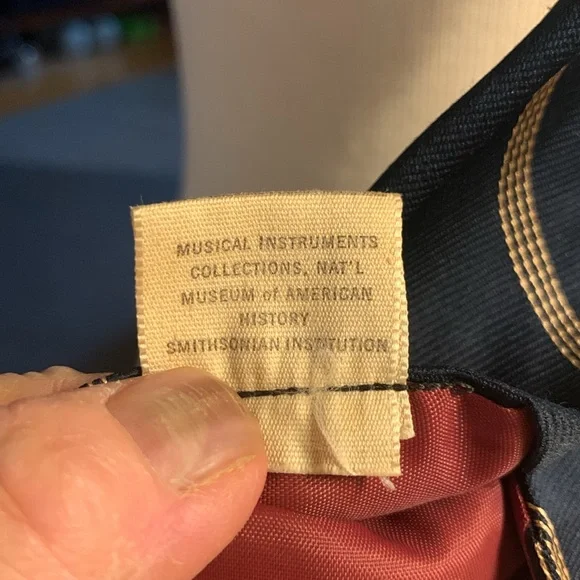 MUSICAL INSTRUMENTS
COLLECTIONS, NAT'L
MUSEUM of AMERICAN
HISTORY
SMITHSONIAN INSTITUTION